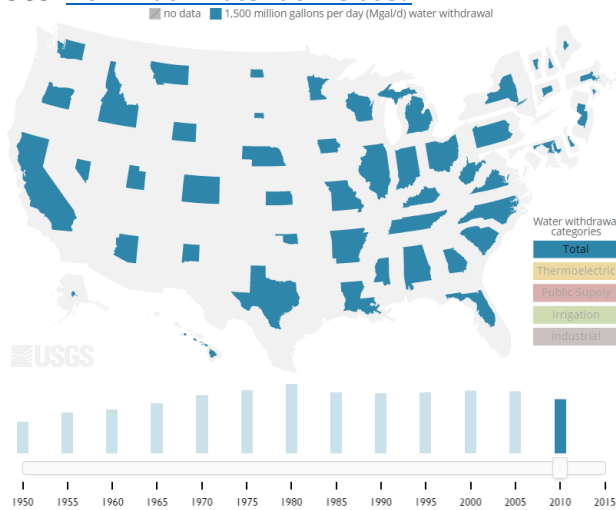 no data 1,500 million gallons per day (Mgal/d) water withdrawal
Water withdrawal
categories
Total
Thermoelectric
Public Supply
Irrigation
Industrial
USGS
1950 1955 1960 1965 1970 1975 1980 1985 1990 1995 2000 2005 2010 2015